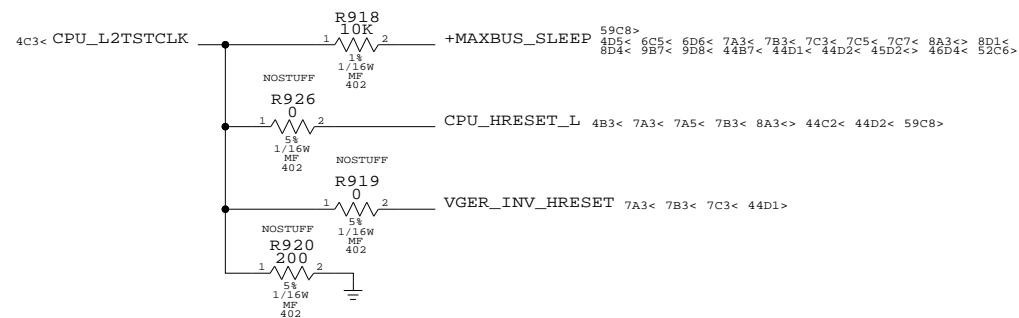 R918
10K
59C8>
4C3< CPU_L2TSTCLK 1 2 +MAXBUS_SLEEP 4D5< 6C5< 6D6< 7A3< 7B3< 7C3< 7C5< 7C7< 8A3<> 8D1<
8D4< 9B7< 9D8< 44B7< 44D1< 44D2< 45D2<> 46D4< 52C6>
1%
1/16W
MF
402
NOSTUFF
R926
0
1 2 CPU_HRESET_L 4B3< 7A3< 7A5< 7B3< 8A3<> 44C2< 44D2< 59C8>
5%
1/16W
MF
402
NOSTUFF
R919
0
1 2 VGER_INV_HRESET 7A3< 7B3< 7C3< 44D1>
5%
1/16W
MF
402
NOSTUFF
R920
200
1 2
5%
1/16W
MF
402